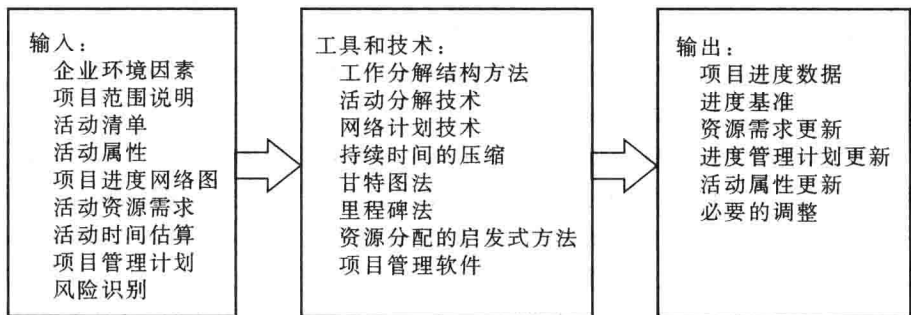 输入：
企业环境因素
项目范围说明
活动清单
活动属性
项目进度网络图
活动资源需求
活动时间估算
项目管理计划
风险识别
工具和技术：
工作分解结构方法
活动分解技术
网络计划技术
持续时间的压缩
甘特图法
里程碑法
资源分配的启发式方法
项目管理软件
输出：
项目进度数据
进度基准
资源需求更新
进度管理计划更新
活动属性更新
必要的调整